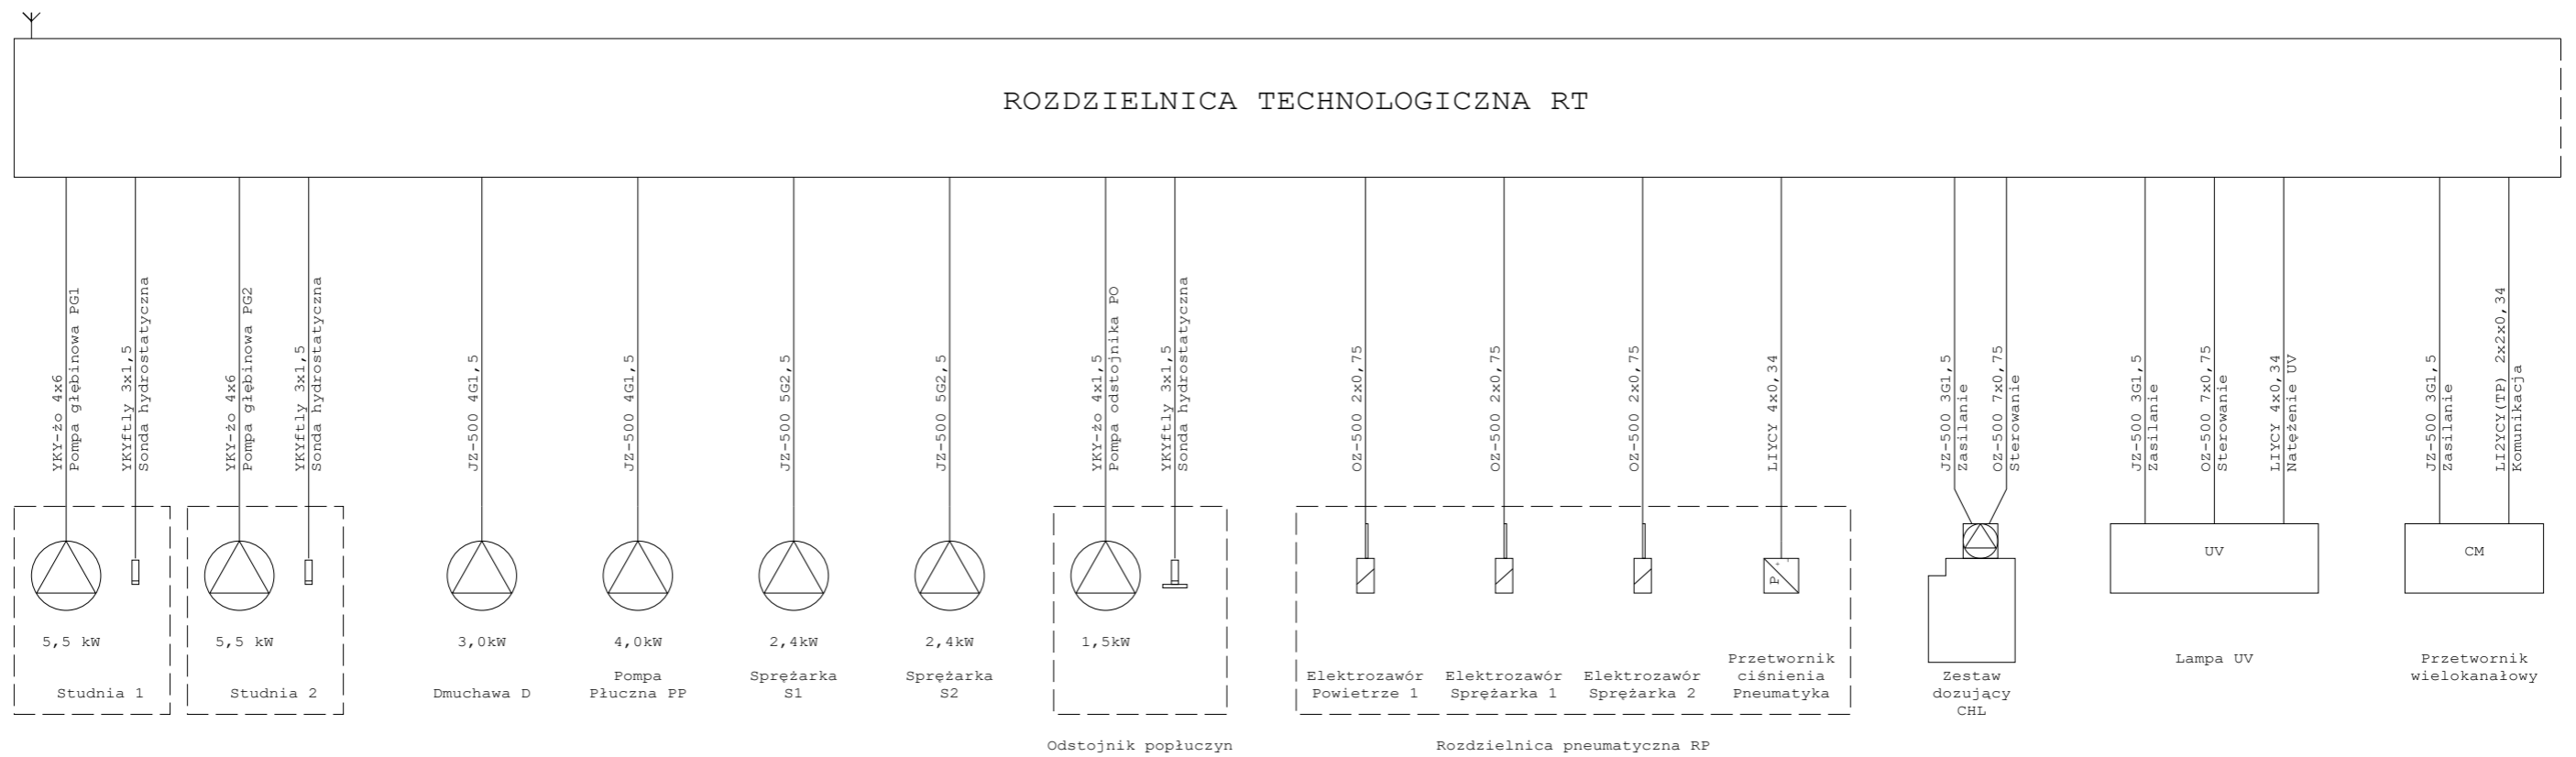 ROZDZIELNICA TECHNOLOGICZNA RT
YKY-żo 4x6
Pompa głębinowa PG1
YKYftly 3x1,5
Sonda hydrostatyczna
YKY-żo 4x6
Pompa głębinowa PG2
YKYftly 3x1,5
Sonda hydrostatyczna
JZ-500 4G1,5
JZ-500 4G1,5
JZ-500 5G2,5
JZ-500 5G2,5
YKY-żo 4x1,5
Pompa odstojnika PO
YKYftly 3x1,5
Sonda hydrostatyczna
OZ-500 2x0,75
OZ-500 2x0,75
OZ-500 2x0,75
LIYCY 4x0,34
JZ-500 3G1,5
Zasilanie
OZ-500 7x0,75
Sterowanie
JZ-500 3G1,5
Zasilanie
OZ-500 7x0,75
Sterowanie
LIYCY 4x0,34
Natężenie UV
JZ-500 3G1,5
Zasilanie
LI2YCY(TP) 2x2x0,34
Komunikacja
P
UV
CM
5,5 kW
Studnia 1
5,5 kW
Studnia 2
3,0kW
Dmuchawa D
4,0kW
Pompa
Płuczna PP
2,4kW
Sprężarka
S1
2,4kW
Sprężarka
S2
1,5kW
Odstojnik popłuczyn
Elektrozawór
Powietrze 1
Elektrozawór
Sprężarka 1
Elektrozawór
Sprężarka 2
Przetwornik
ciśnienia
Pneumatyka
Rozdzielnica pneumatyczna RP
Zestaw
dozujący
CHL
Lampa UV
Przetwornik
wielokanałowy